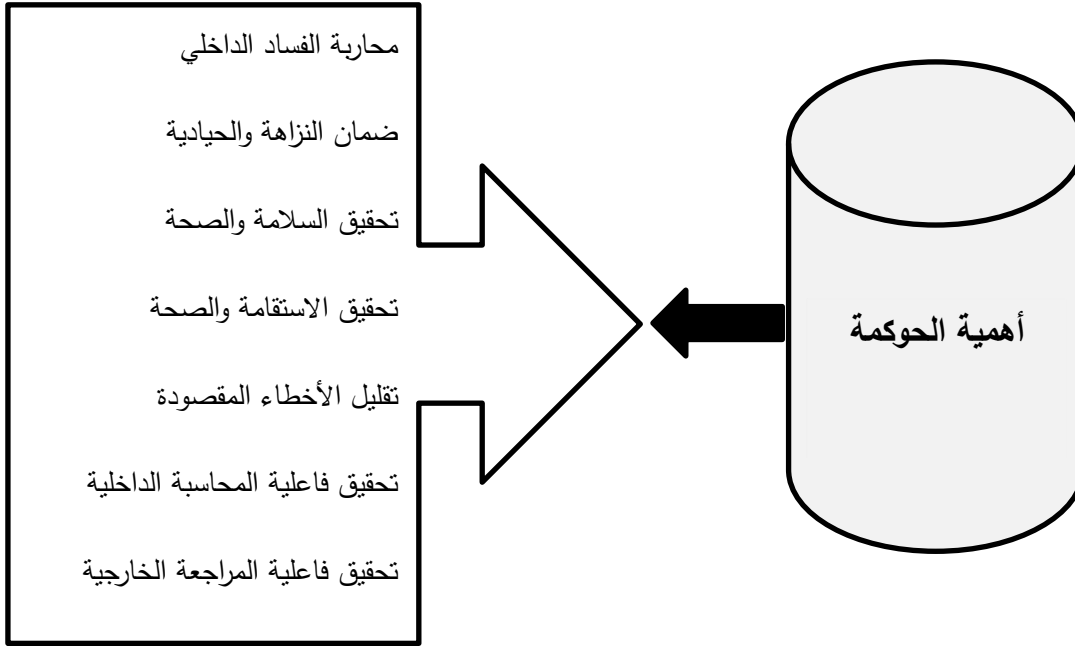 أهمية الحوكمة
محاربة الفساد الداخلي
ضمان النزاهة والحيادية
تحقيق السلامة والصحة
تحقيق الاستقامة والصحة
تقليل الأخطاء المقصودة
تحقيق فاعلية المحاسبة الداخلية
تحقيق فاعلية المراجعة الخارجية